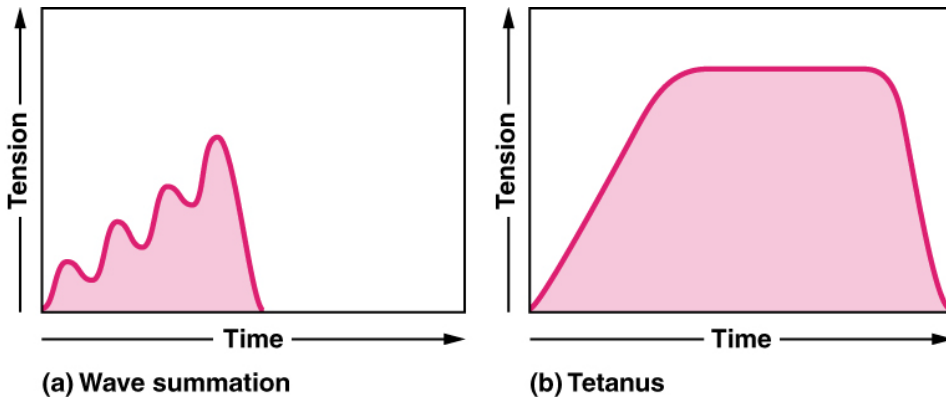 Tension
Time
(a) Wave summation
Tension
Time
(b) Tetanus